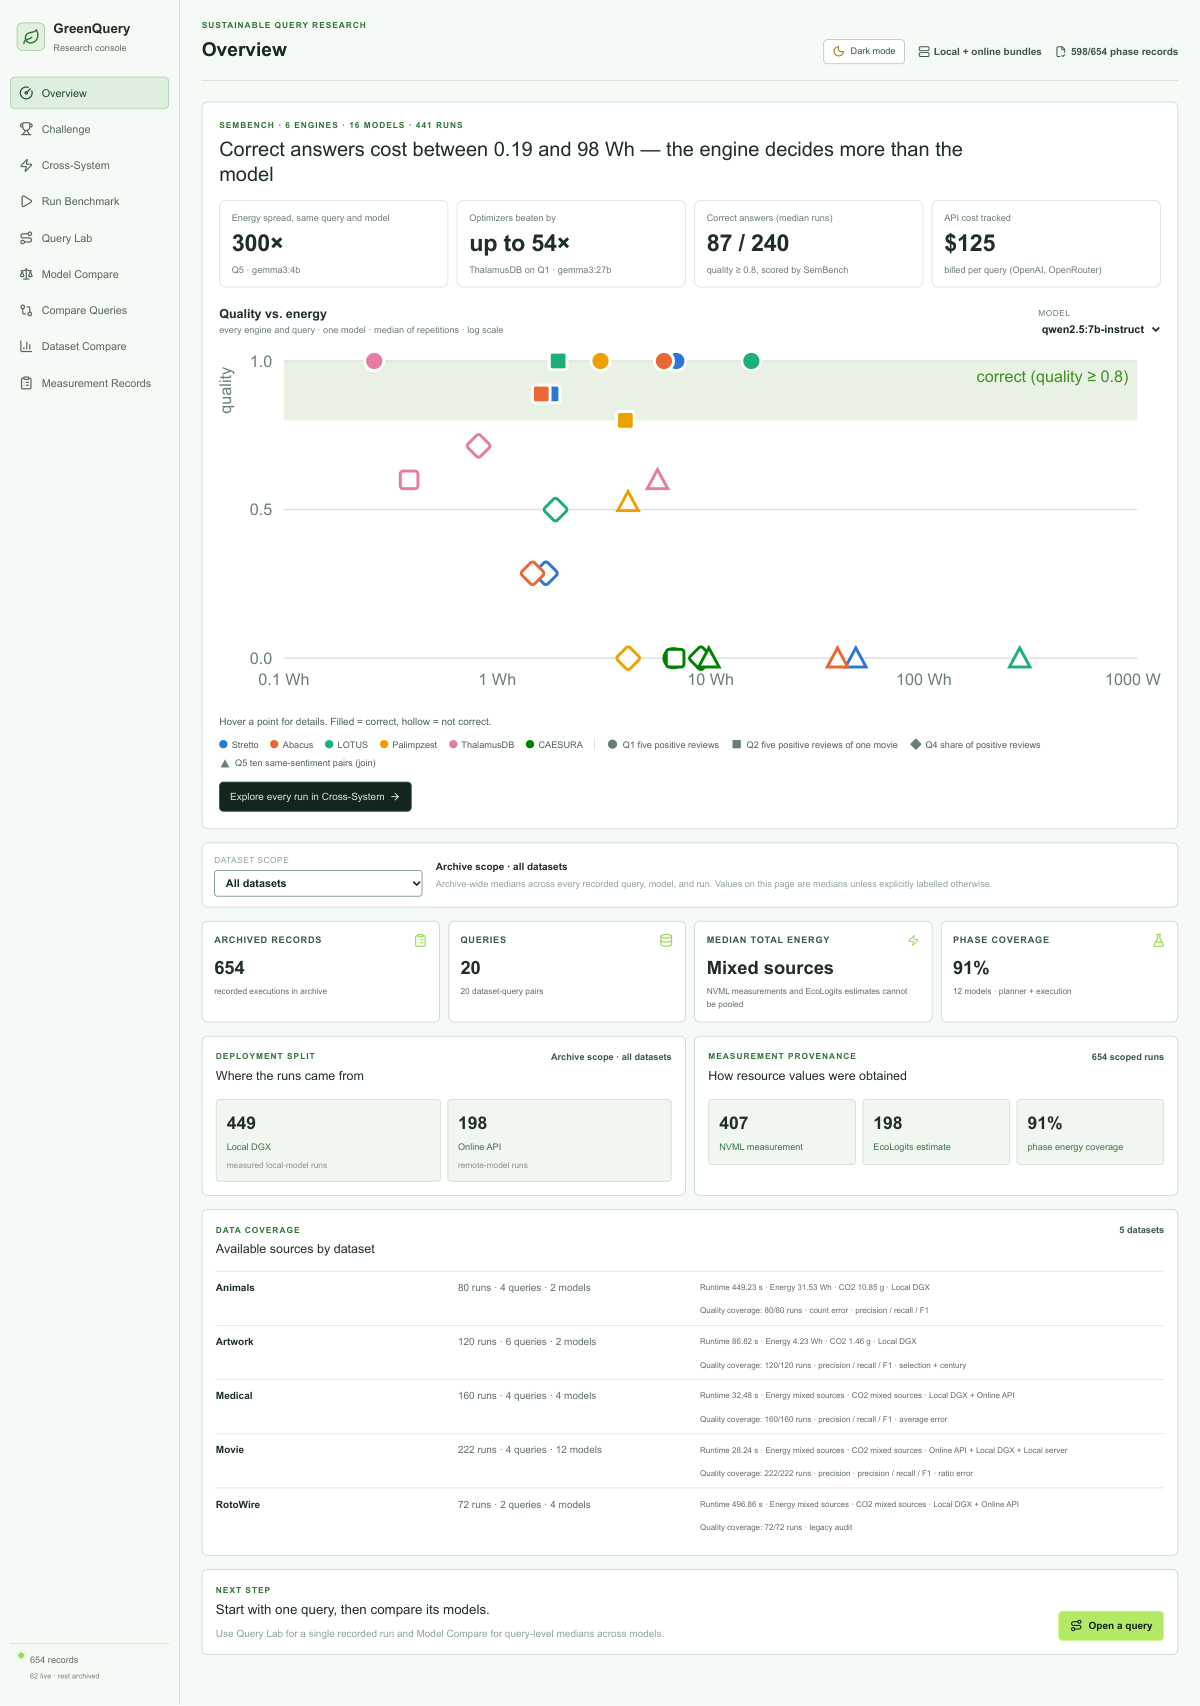 GreenQuery
Research console
Overview
Challenge
Cross-System
Run Benchmark
Query Lab
Model Compare
Compare Queries
Dataset Compare
Measurement Records
654 records
62 live · rest archived
SUSTAINABLE QUERY RESEARCH
Overview
Dark mode
Local + online bundles
598/654 phase records
SEMBENCH · 6 ENGINES · 16 MODELS · 441 RUNS
Correct answers cost between 0.19 and 98 Wh — the engine decides more than the
model
Energy spread, same query and model
300×
Q5 · gemma3:4b
Optimizers beaten by
up to 54×
ThalamusDB on Q1 · gemma3:27b
Correct answers (median runs)
87 / 240
quality ≥ 0.8, scored by SemBench
API cost tracked
$125
billed per query (OpenAI, OpenRouter)
Quality vs. energy
every engine and query · one model · median of repetitions · log scale
MODEL
qwen2.5:7b-instruct
quality
1.0
0.5
0.0
correct (quality ≥ 0.8)
0.1 Wh
1 Wh
10 Wh
100 Wh
1000 W
Hover a point for details. Filled = correct, hollow = not correct.
Stretto
Abacus
LOTUS
Palimpzest
ThalamusDB
CAESURA
Q1 five positive reviews
Q2 five positive reviews of one movie
Q4 share of positive reviews
Q5 ten same-sentiment pairs (join)
Explore every run in Cross-System →
DATASET SCOPE
All datasets
Archive scope · all datasets
Archive-wide medians across every recorded query, model, and run. Values on this page are medians unless explicitly labelled otherwise.
ARCHIVED RECORDS
654
recorded executions in archive
QUERIES
20
20 dataset-query pairs
MEDIAN TOTAL ENERGY
Mixed sources
NVML measurements and EcoLogits estimates cannot
be pooled
PHASE COVERAGE
91%
12 models · planner + execution
DEPLOYMENT SPLIT
Archive scope · all datasets
Where the runs came from
449
Local DGX
measured local-model runs
198
Online API
remote-model runs
MEASUREMENT PROVENANCE
654 scoped runs
How resource values were obtained
407
NVML measurement
198
EcoLogits estimate
91%
phase energy coverage
DATA COVERAGE
5 datasets
Available sources by dataset
Animals
80 runs · 4 queries · 2 models
Runtime 449.23 s · Energy 31.53 Wh · CO2 10.85 g · Local DGX
Quality coverage: 80/80 runs · count error · precision / recall / F1
Artwork
120 runs · 6 queries · 2 models
Runtime 86.82 s · Energy 4.23 Wh · CO2 1.46 g · Local DGX
Quality coverage: 120/120 runs · precision / recall / F1 · selection + century
Medical
160 runs · 4 queries · 4 models
Runtime 32.48 s · Energy mixed sources · CO2 mixed sources · Local DGX + Online API
Quality coverage: 160/160 runs · precision / recall / F1 · average error
Movie
222 runs · 4 queries · 12 models
Runtime 28.24 s · Energy mixed sources · CO2 mixed sources · Online API + Local DGX + Local server
Quality coverage: 222/222 runs · precision · precision / recall / F1 · ratio error
RotoWire
72 runs · 2 queries · 4 models
Runtime 496.86 s · Energy mixed sources · CO2 mixed sources · Local DGX + Online API
Quality coverage: 72/72 runs · legacy audit
NEXT STEP
Start with one query, then compare its models.
Use Query Lab for a single recorded run and Model Compare for query-level medians across models.
Open a query